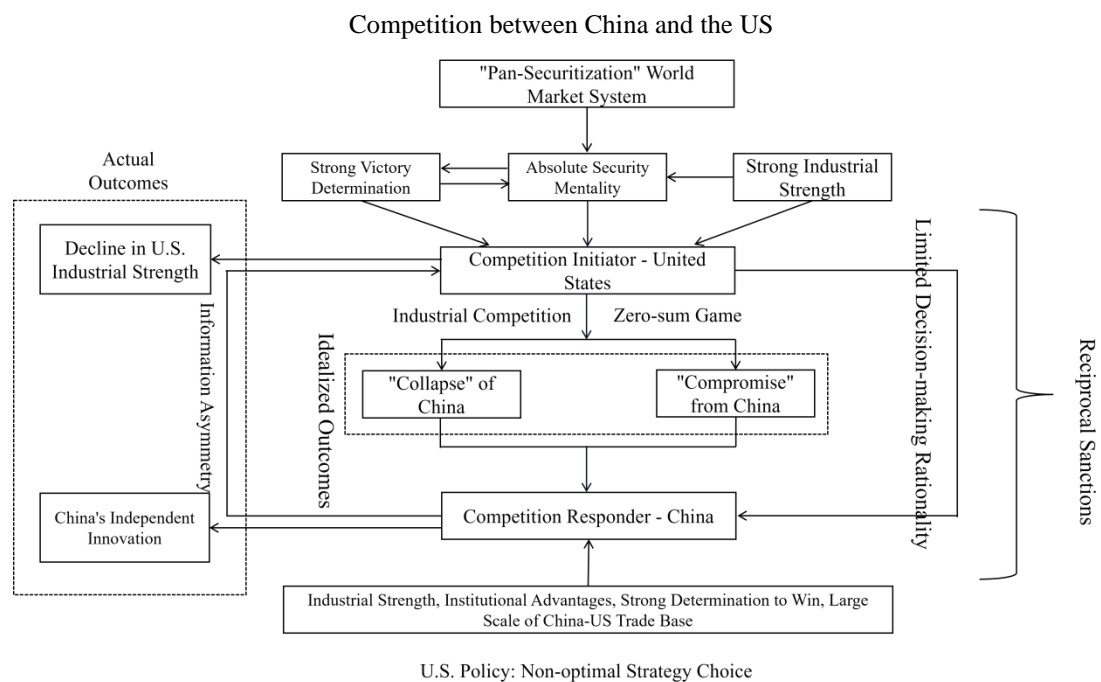 Competition between China and the US
"Pan-Securitization" World
Market System
Actual
Outcomes
Strong Victory
Determination
Absolute Security
Mentality
Strong Industrial
Strength
Decline in U.S.
Industrial Strength
Competition Initiator - United
States
Industrial Competition
Zero-sum Game
Information Asymmetry
Idealized Outcomes
"Collapse" of
China
"Compromise"
from China
Limited Decision-making Rationality
Reciprocal Sanctions
China's Independent
Innovation
Competition Responder - China
Industrial Strength, Institutional Advantages, Strong Determination to Win, Large
Scale of China-US Trade Base
U.S. Policy: Non-optimal Strategy Choice